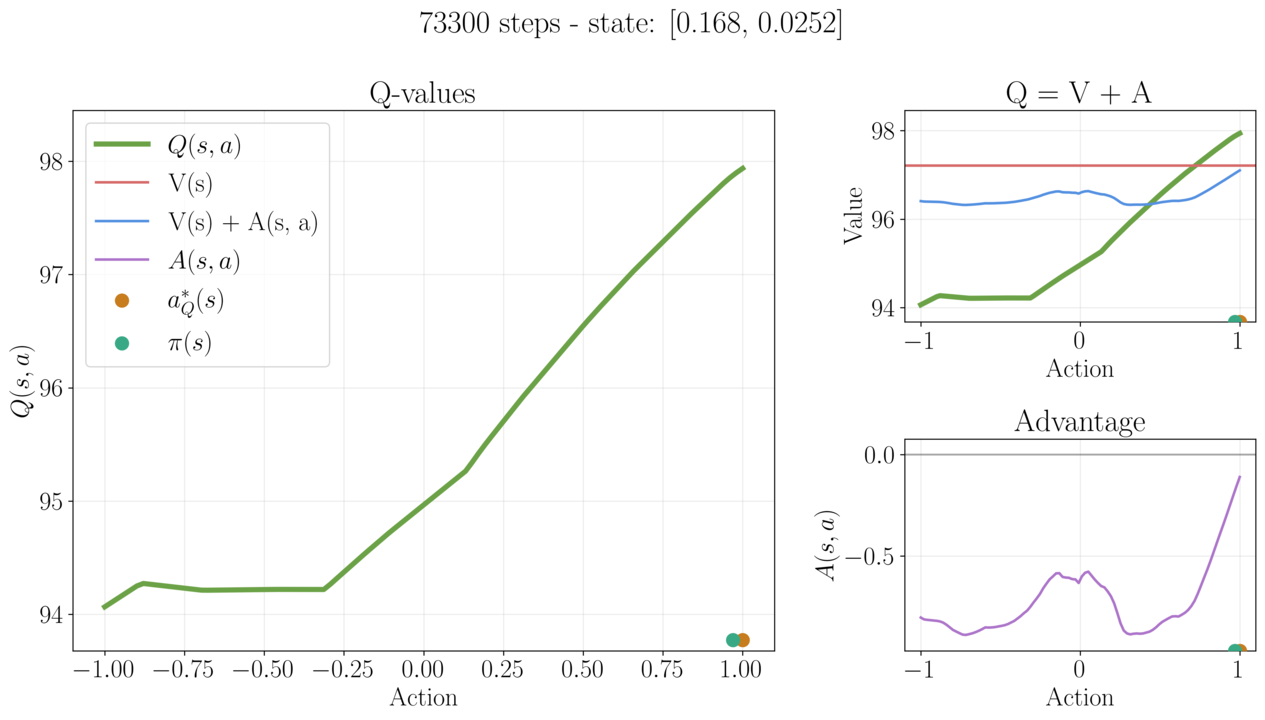 73300 steps - state: [0.168, 0.0252]
Q-values
Q(s, a)
V(s)
V(s) + A(s, a)
A(s, a)
a*Q(s)
π(s)
98
97
96
95
94
Q(s, a)
−1.00 −0.75 −0.50 −0.25 0.00 0.25 0.50 0.75 1.00
Action
Q = V + A
98
96
94
Value
−1 0 1
Action
Advantage
0.0
−0.5
A(s, a)
−1 0 1
Action